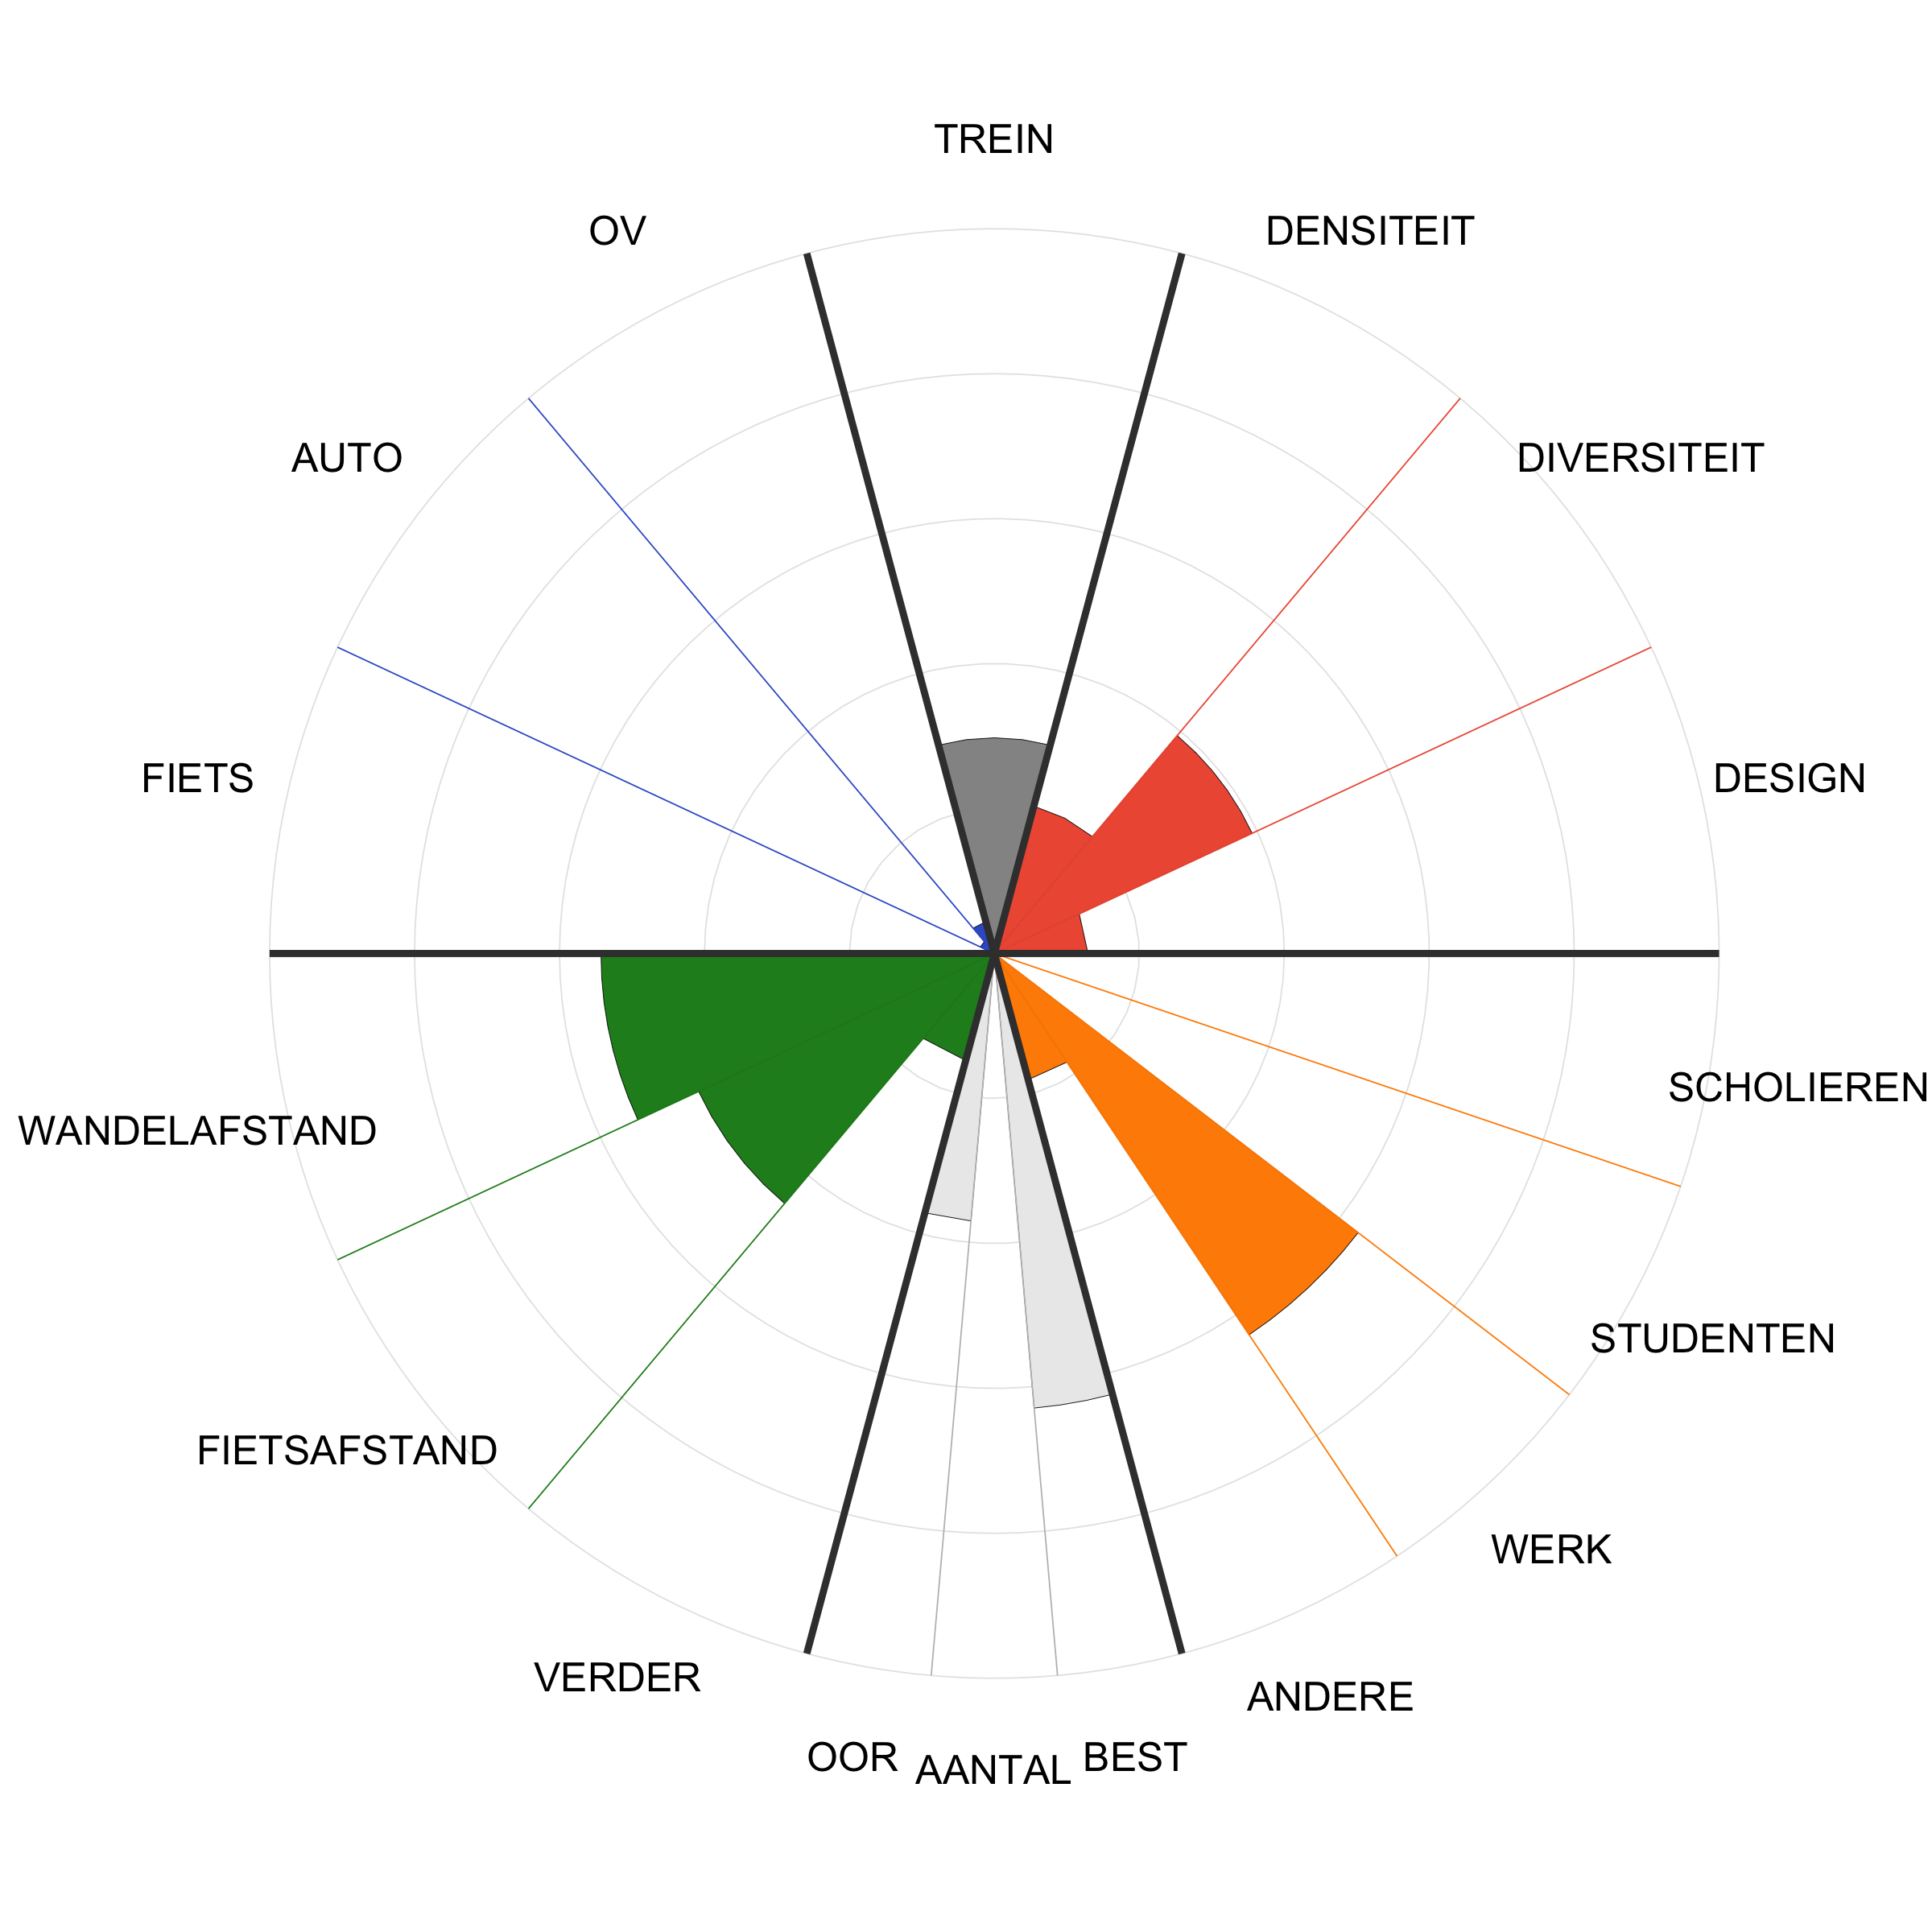 TREIN
OV
DENSITEIT
AUTO
DIVERSITEIT
FIETS
DESIGN
SCHOLIEREN
WANDELAFSTAND
STUDENTEN
FIETSAFSTAND
WERK
VERDER
ANDERE
OOR
AANTAL
BEST